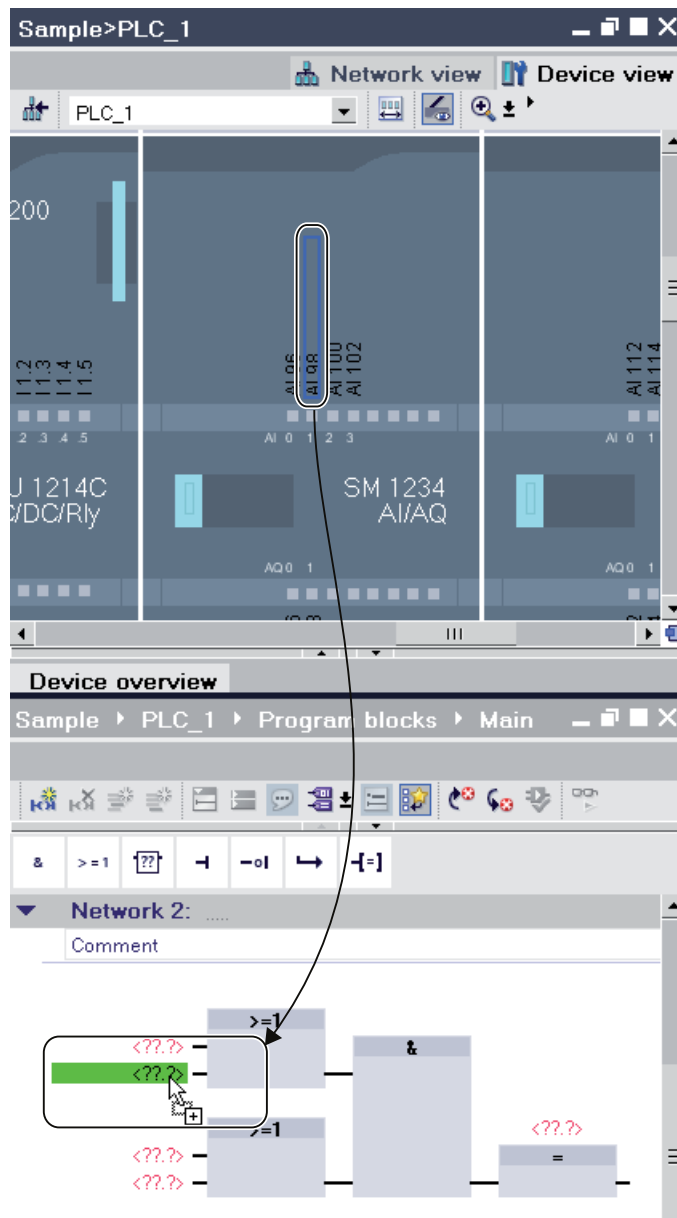 Sample>PLC_1
Network view Device view
PLC_1
200
I1.2
I1.3
I1.4
I1.5
AI 96
AI 98
AI 100
AI 102
AI 112
AI 114
.2 .3 .4 .5
AI 0 1 2 3
AI 0 1
U 1214C
C/DC/Rly
SM 1234
AI/AQ
AQ 0 1
AQ 0 1
Device overview
Sample PLC_1 Program blocks Main
& >=1 ?? -[=]
Network 2: .....
Comment
>=1
<??.?>
<??.?>
&
>=1
<??.?>
<??.?>
<??.?>
=